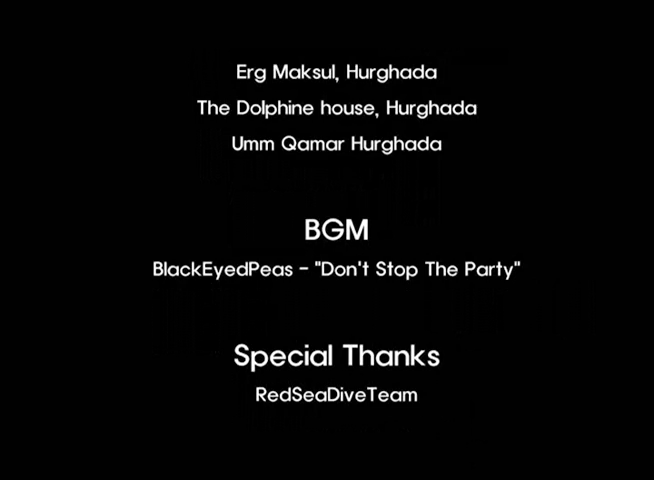 Erg Maksul, Hurghada
The Dolphine house, Hurghada
Umm Qamar Hurghada
BGM
BlackEyedPeas - "Don't Stop The Party"
Special Thanks
RedSeaDiveTeam